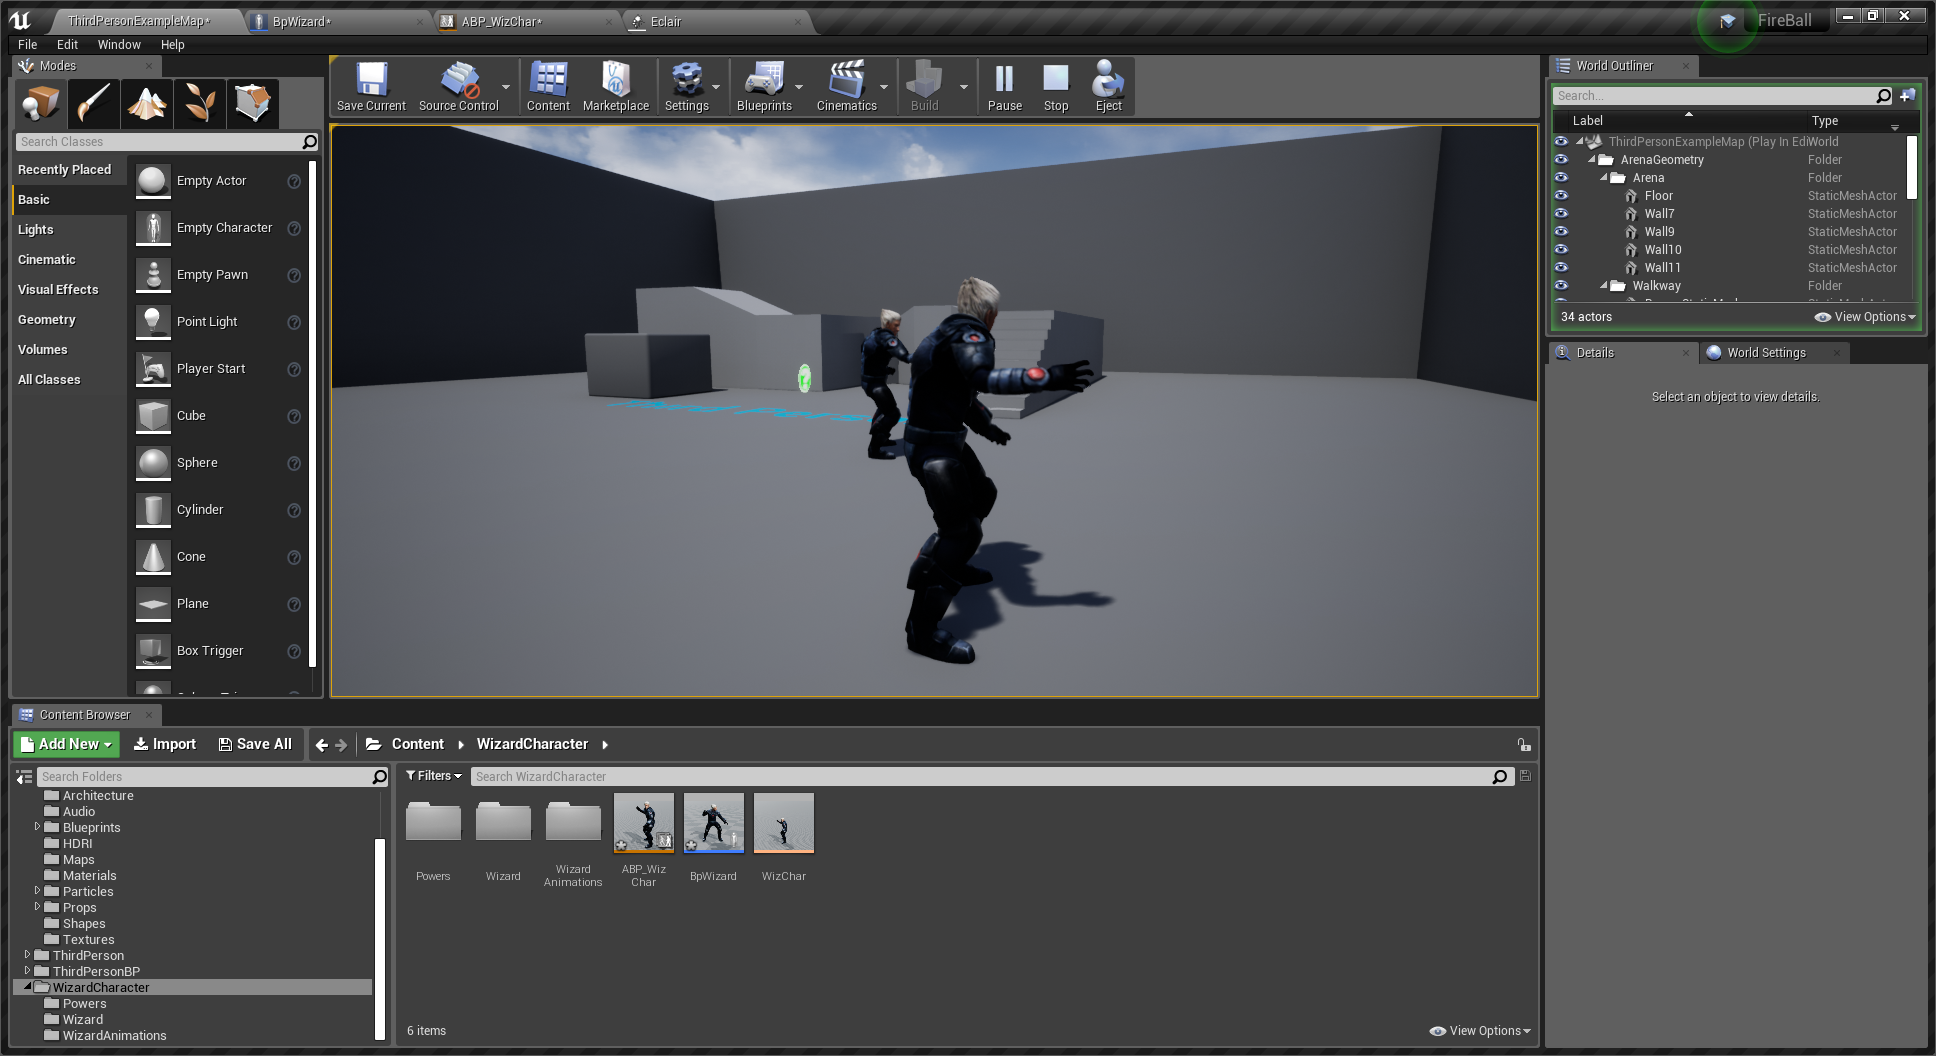 ThirdPersonExampleMap*
BpWizard*
ABP_WizChar*
Eclair
FireBall
File Edit Window Help
Modes
Search Classes
Recently Placed
Basic
Lights
Cinematic
Visual Effects
Geometry
Volumes
All Classes
Empty Actor
Empty Character
Empty Pawn
Point Light
Player Start
Cube
Sphere
Cylinder
Cone
Plane
Box Trigger
Save Current
Source Control
Content
Marketplace
Settings
Blueprints
Cinematics
Build
Pause
Stop
Eject
World Outliner
Search...
Label Type
ThirdPersonExampleMap (Play In Edi World
ArenaGeometry Folder
Arena Folder
Floor StaticMeshActor
Wall7 StaticMeshActor
Wall9 StaticMeshActor
Wall10 StaticMeshActor
Wall11 StaticMeshActor
Walkway Folder
34 actors View Options
Details World Settings
Select an object to view details.
Content Browser
Add New Import Save All Content WizardCharacter
Search Folders
Architecture
Audio
Blueprints
HDRI
Maps
Materials
Particles
Props
Shapes
Textures
ThirdPerson
ThirdPersonBP
WizardCharacter
Powers
Wizard
WizardAnimations
Filters Search WizardCharacter
Powers
Wizard
Wizard
Animations
ABP_Wiz
Char
BpWizard
WizChar
6 items View Options